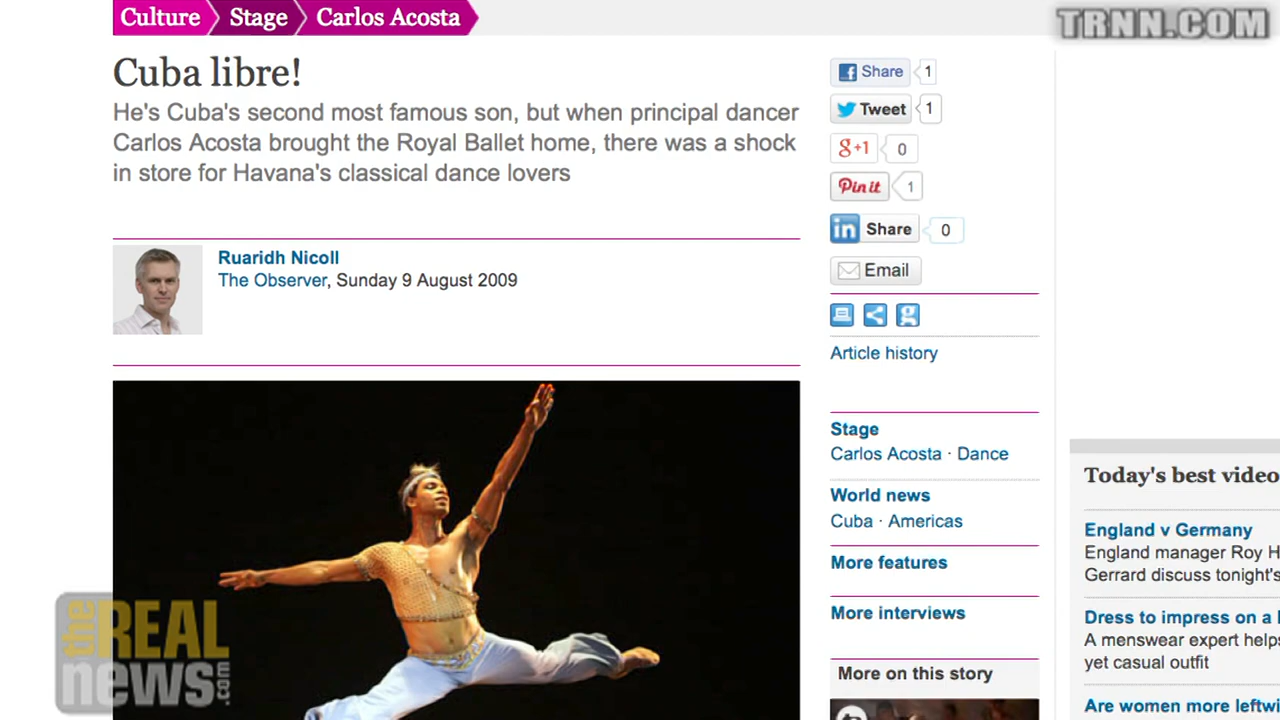 Culture
Stage
Carlos Acosta
TRNN.COM
Cuba libre!
He's Cuba's second most famous son, but when principal dancer
Carlos Acosta brought the Royal Ballet home, there was a shock
in store for Havana's classical dance lovers
Ruaridh Nicoll
The Observer, Sunday 9 August 2009
Share 1
Tweet 1
g+1 0
Pin it 1
in Share 0
Email
Article history
Stage
Carlos Acosta · Dance
World news
Cuba · Americas
More features
More interviews
More on this story
Today's best video
England v Germany
England manager Roy H
Gerrard discuss tonight's
Dress to impress on a
A menswear expert helps
yet casual outfit
Are women more leftwi
the REAL
news.com